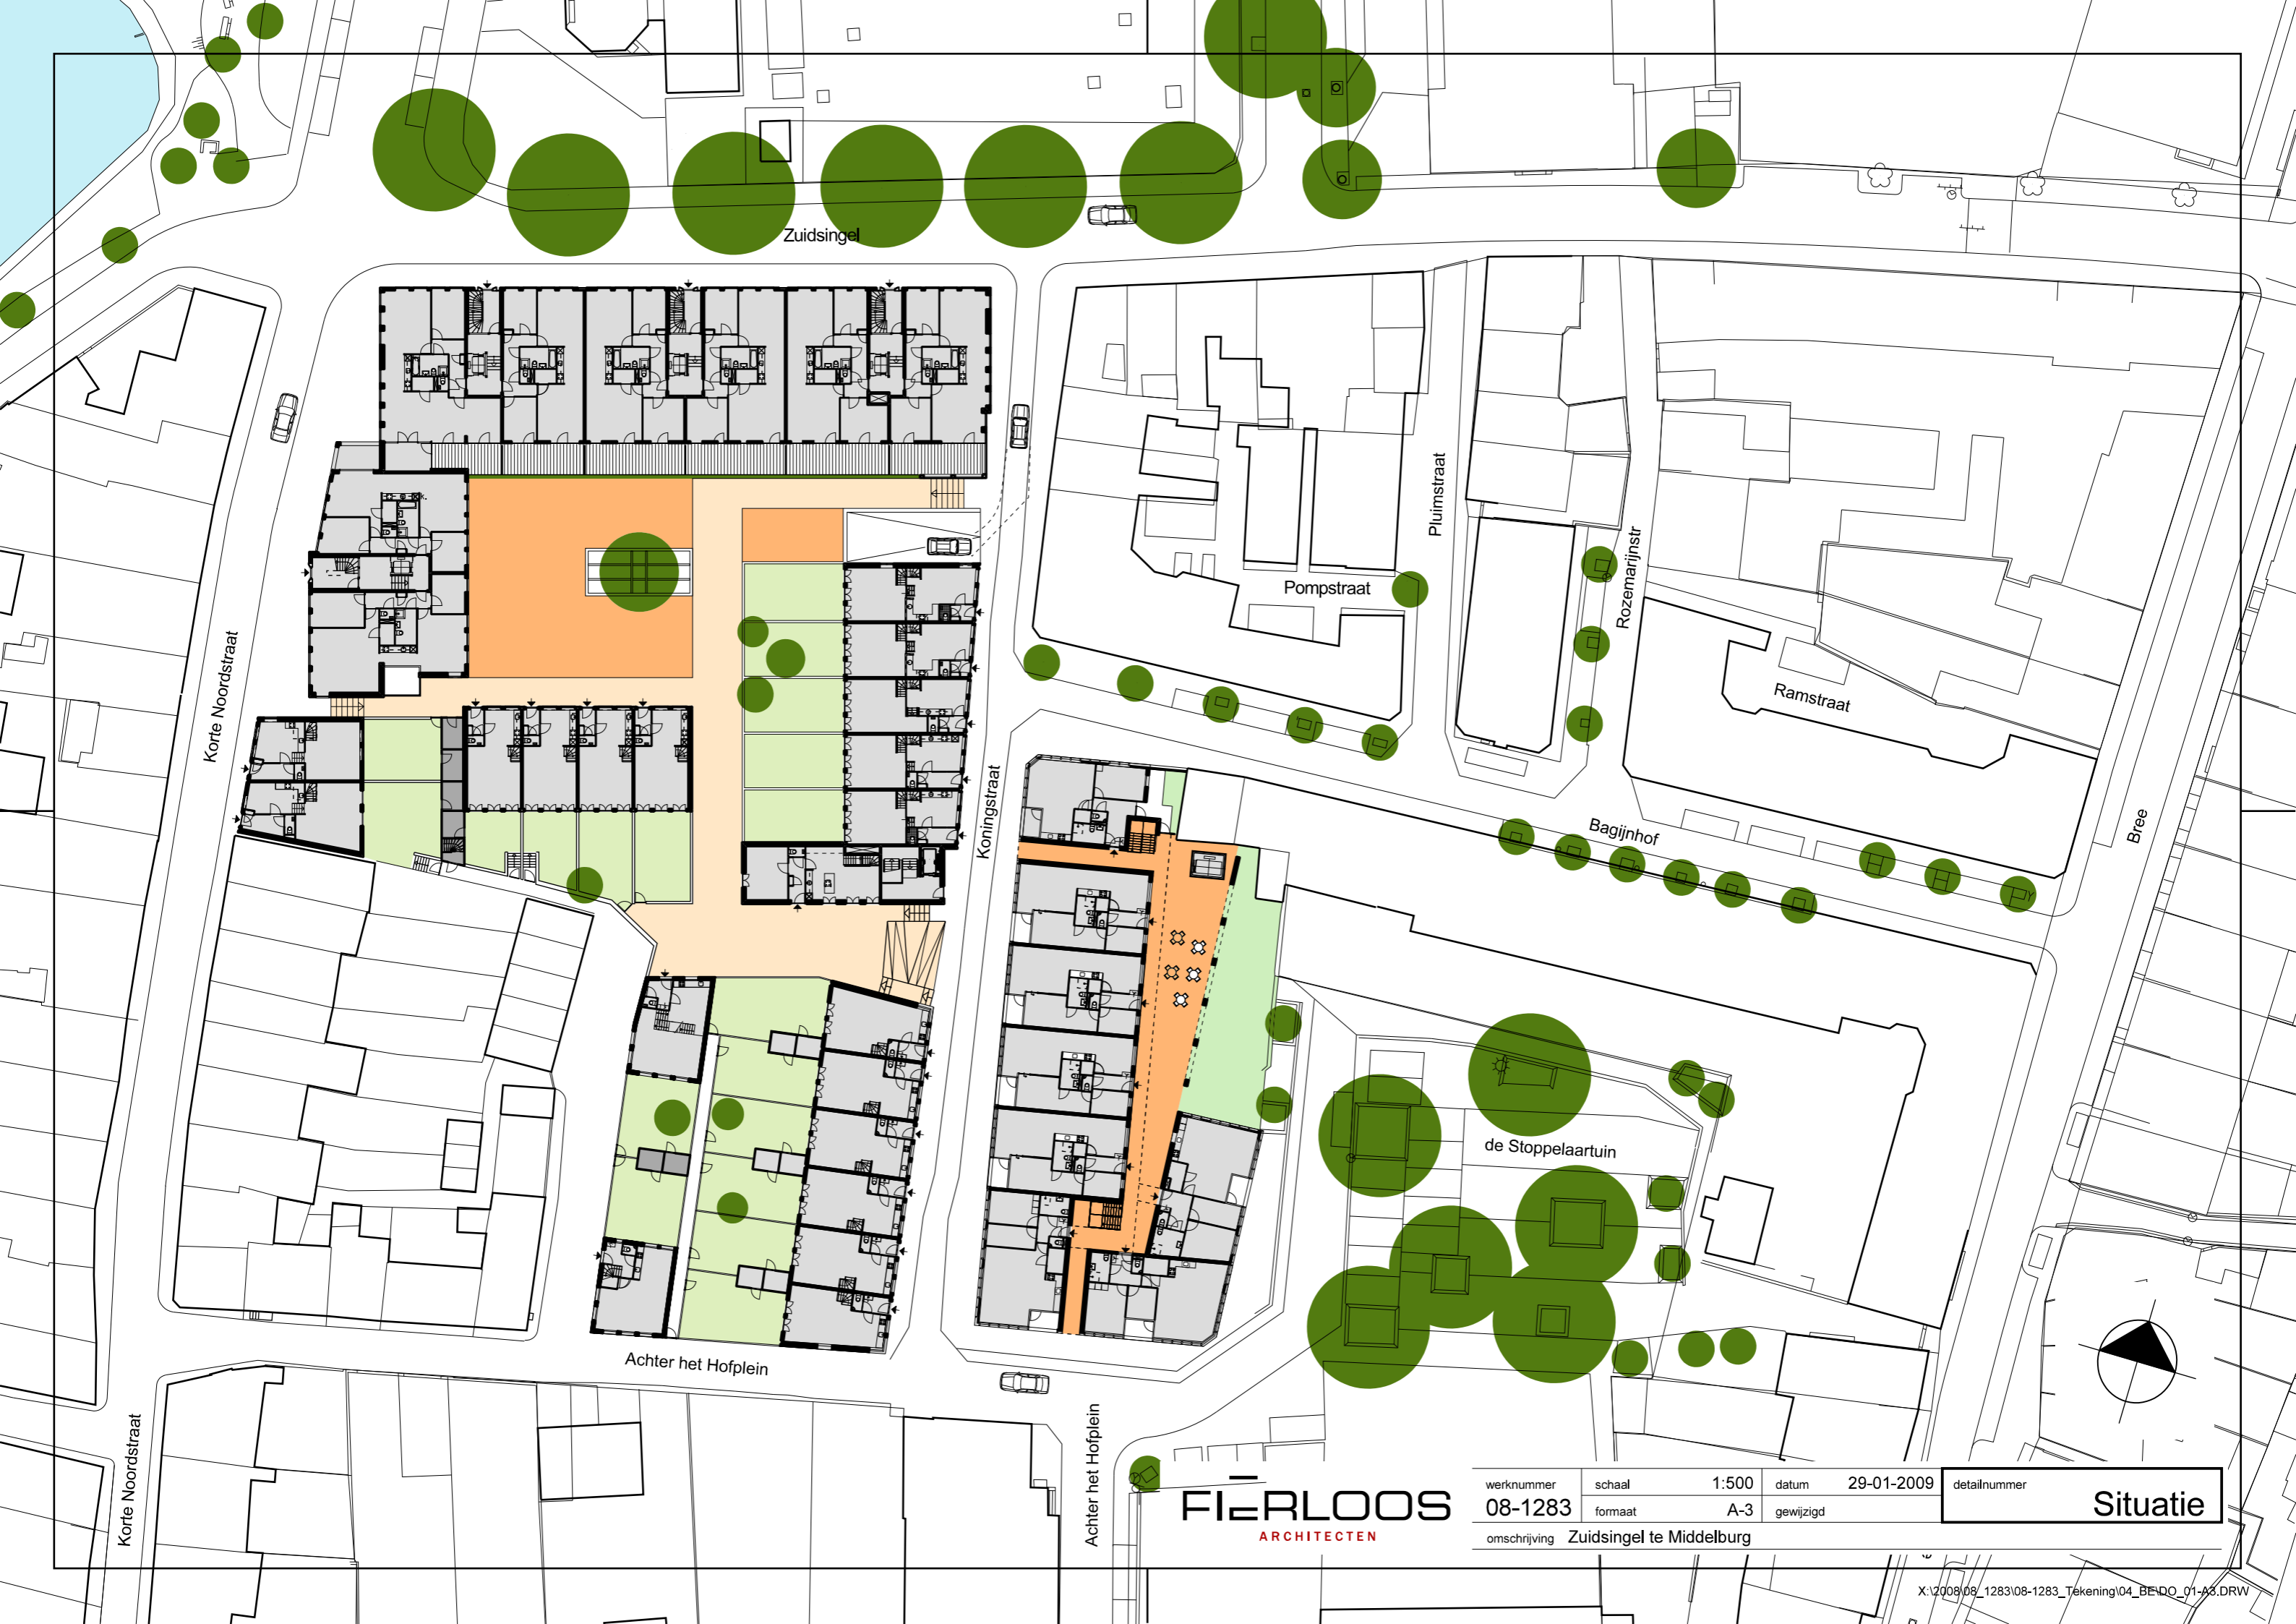 Zuidsingel
Pluimstraat
Rozemarijnstr
Pompstraat
Korte Noordstraat
Ramstraat
Koningstraat
Bagijnhof
Bree
de Stoppelaartuin
Achter het Hofplein
Korte Noordstraat
Achter het Hofplein
FIERLOOS
ARCHITECTEN
werknummer
08-1283
schaal 1:500
formaat A-3
datum 29-01-2009
gewijzigd
detailnummer
Situatie
omschrijving Zuidsingel te Middelburg
X:\2008\08_1283\08-1283_Tekening\04_BE\DO_01-A3.DRW